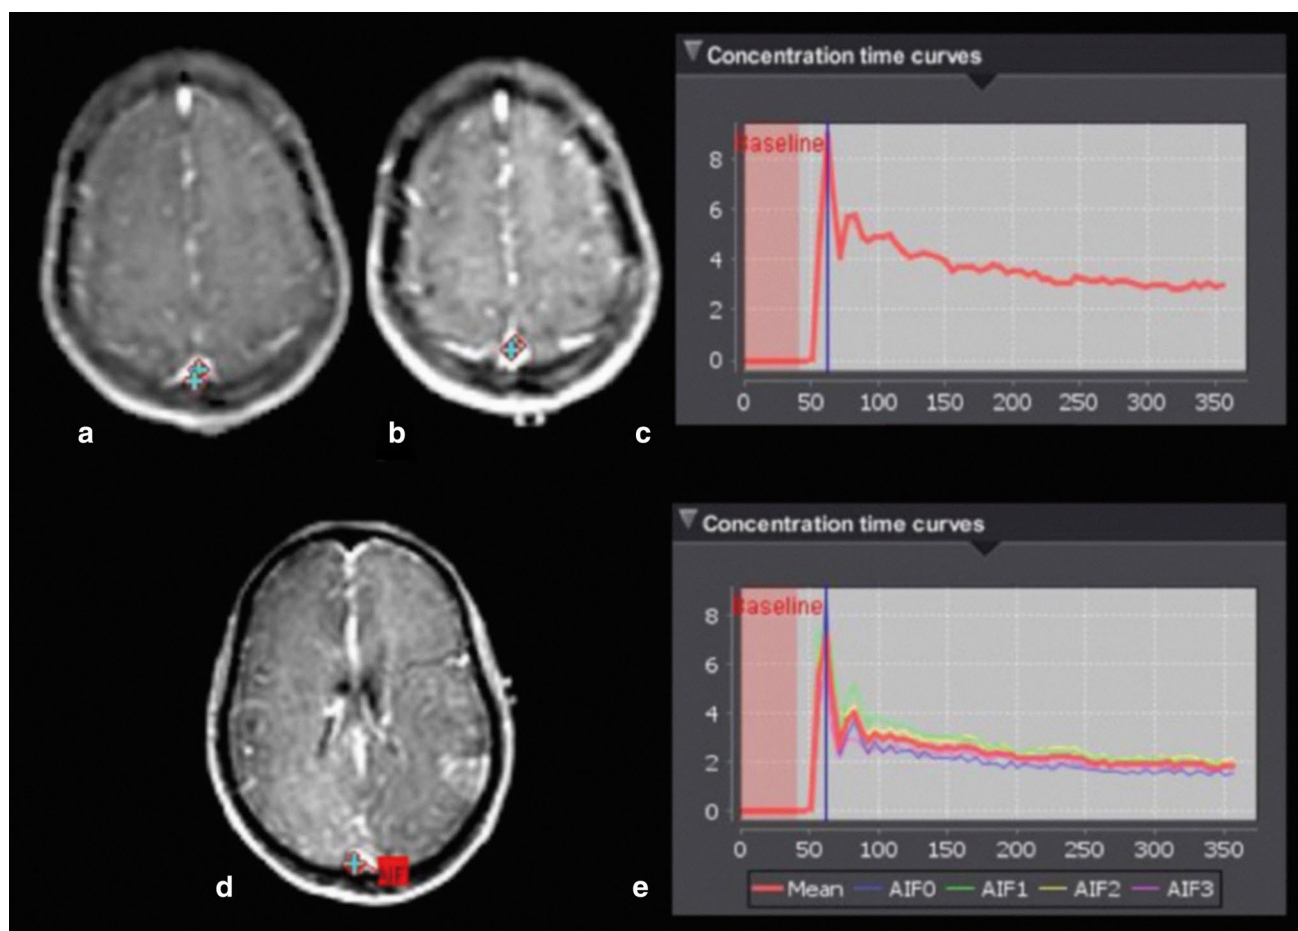 Concentration time curves
Baseline
8
6
4
2
0
0 50 100 150 200 250 300 350
a b c
Concentration time curves
Baseline
8
6
4
2
0
0 50 100 150 200 250 300 350
Mean AIF0 AIF1 AIF2 AIF3
AIF
d e